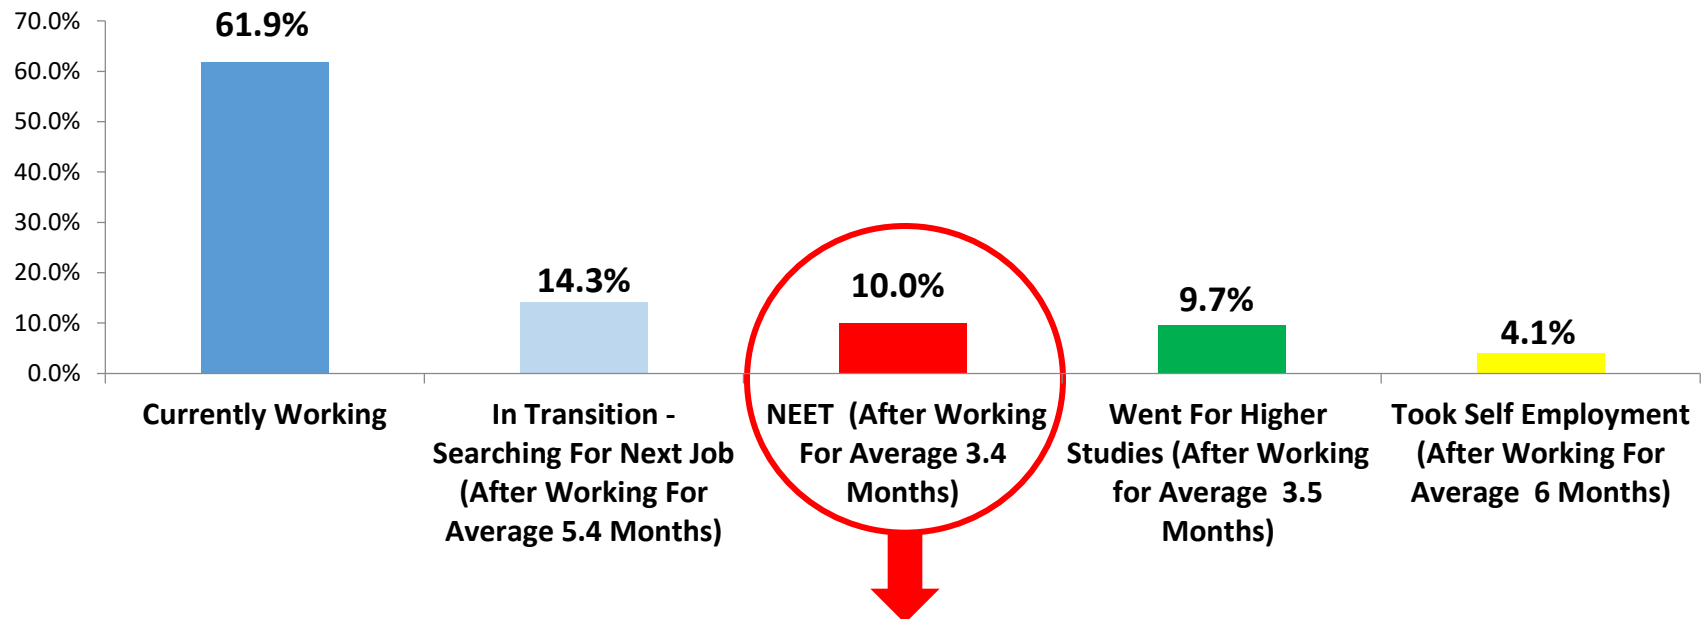 70.0%
60.0%
50.0%
40.0%
30.0%
20.0%
10.0%
0.0%
61.9%
14.3%
10.0%
9.7%
4.1%
Currently Working
In Transition -
Searching For Next Job
(After Working For
Average 5.4 Months)
NEET (After Working
For Average 3.4
Months)
Went For Higher
Studies (After Working
for Average 3.5
Months)
Took Self Employment
(After Working For
Average 6 Months)